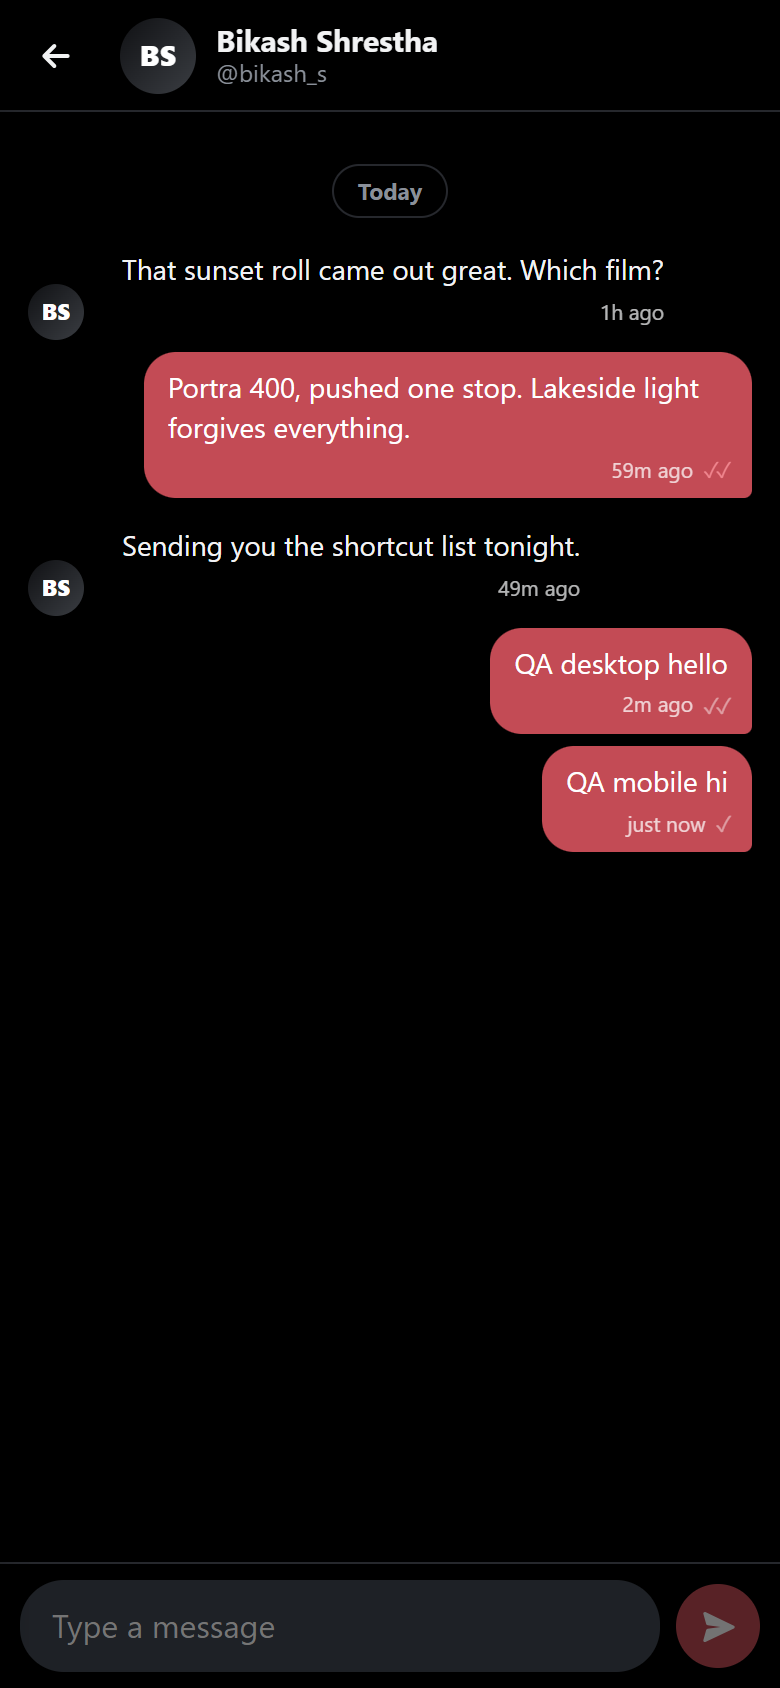 BS
Bikash Shrestha
@bikash_s
Today
That sunset roll came out great. Which film?
BS
1h ago
Portra 400, pushed one stop. Lakeside light
forgives everything.
59m ago
Sending you the shortcut list tonight.
BS
49m ago
QA desktop hello
2m ago
QA mobile hi
just now
Type a message